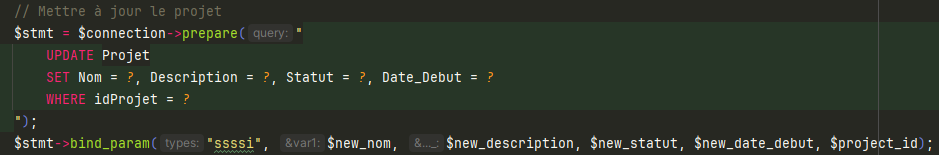 // Mettre à jour le projet
$stmt = $connection->prepare( query: "
UPDATE Projet
SET Nom = ?, Description = ?, Statut = ?, Date_Debut = ?
WHERE idProjet = ?
");
$stmt->bind_param( types: "ssssi", &var1: $new_nom, &..._: $new_description, $new_statut, $new_date_debut, $project_id);